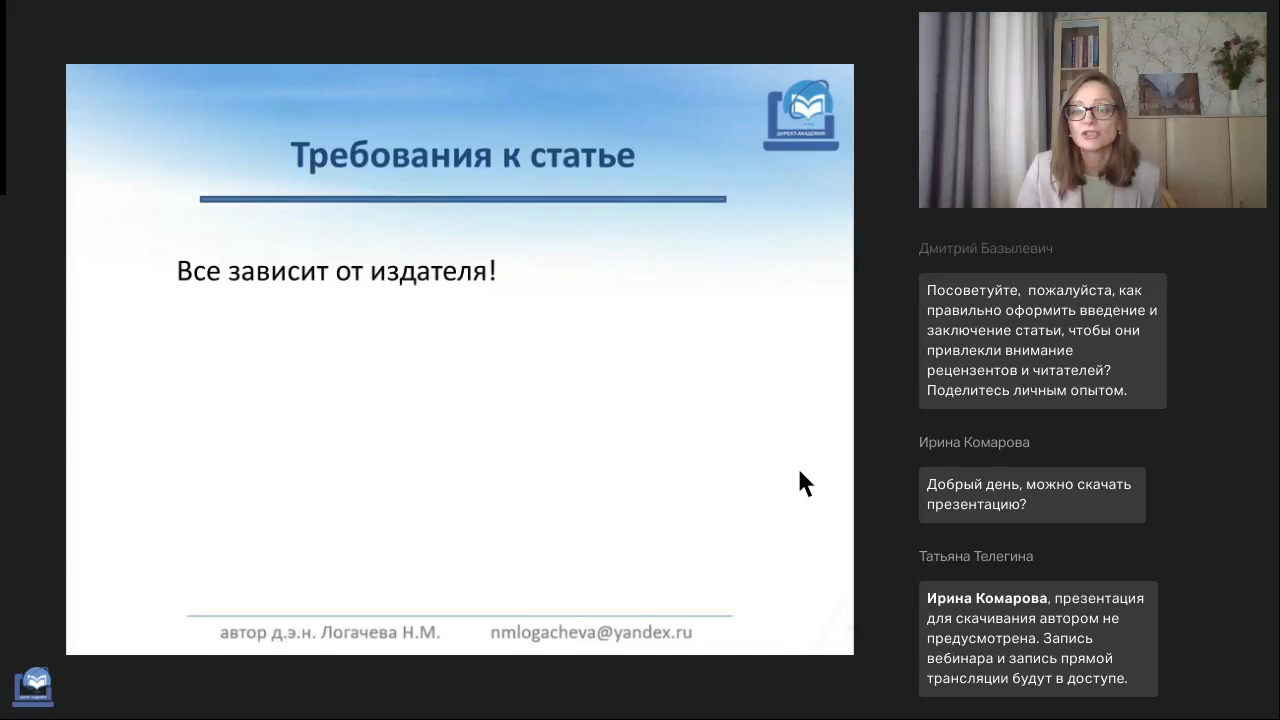 ДИРЕКТ-АКАДЕМИЯ
Требования к статье
Все зависит от издателя!
автор д.э.н. Логачева Н.М. nmlogacheva@yandex.ru
Дмитрий Базылевич
Посоветуйте, пожалуйста, как
правильно оформить введение и
заключение статьи, чтобы они
привлекли внимание
рецензентов и читателей?
Поделитесь личным опытом.
Ирина Комарова
Добрый день, можно скачать
презентацию?
Татьяна Телегина
Ирина Комарова, презентация
для скачивания автором не
предусмотрена. Запись
вебинара и запись прямой
трансляции будут в доступе.